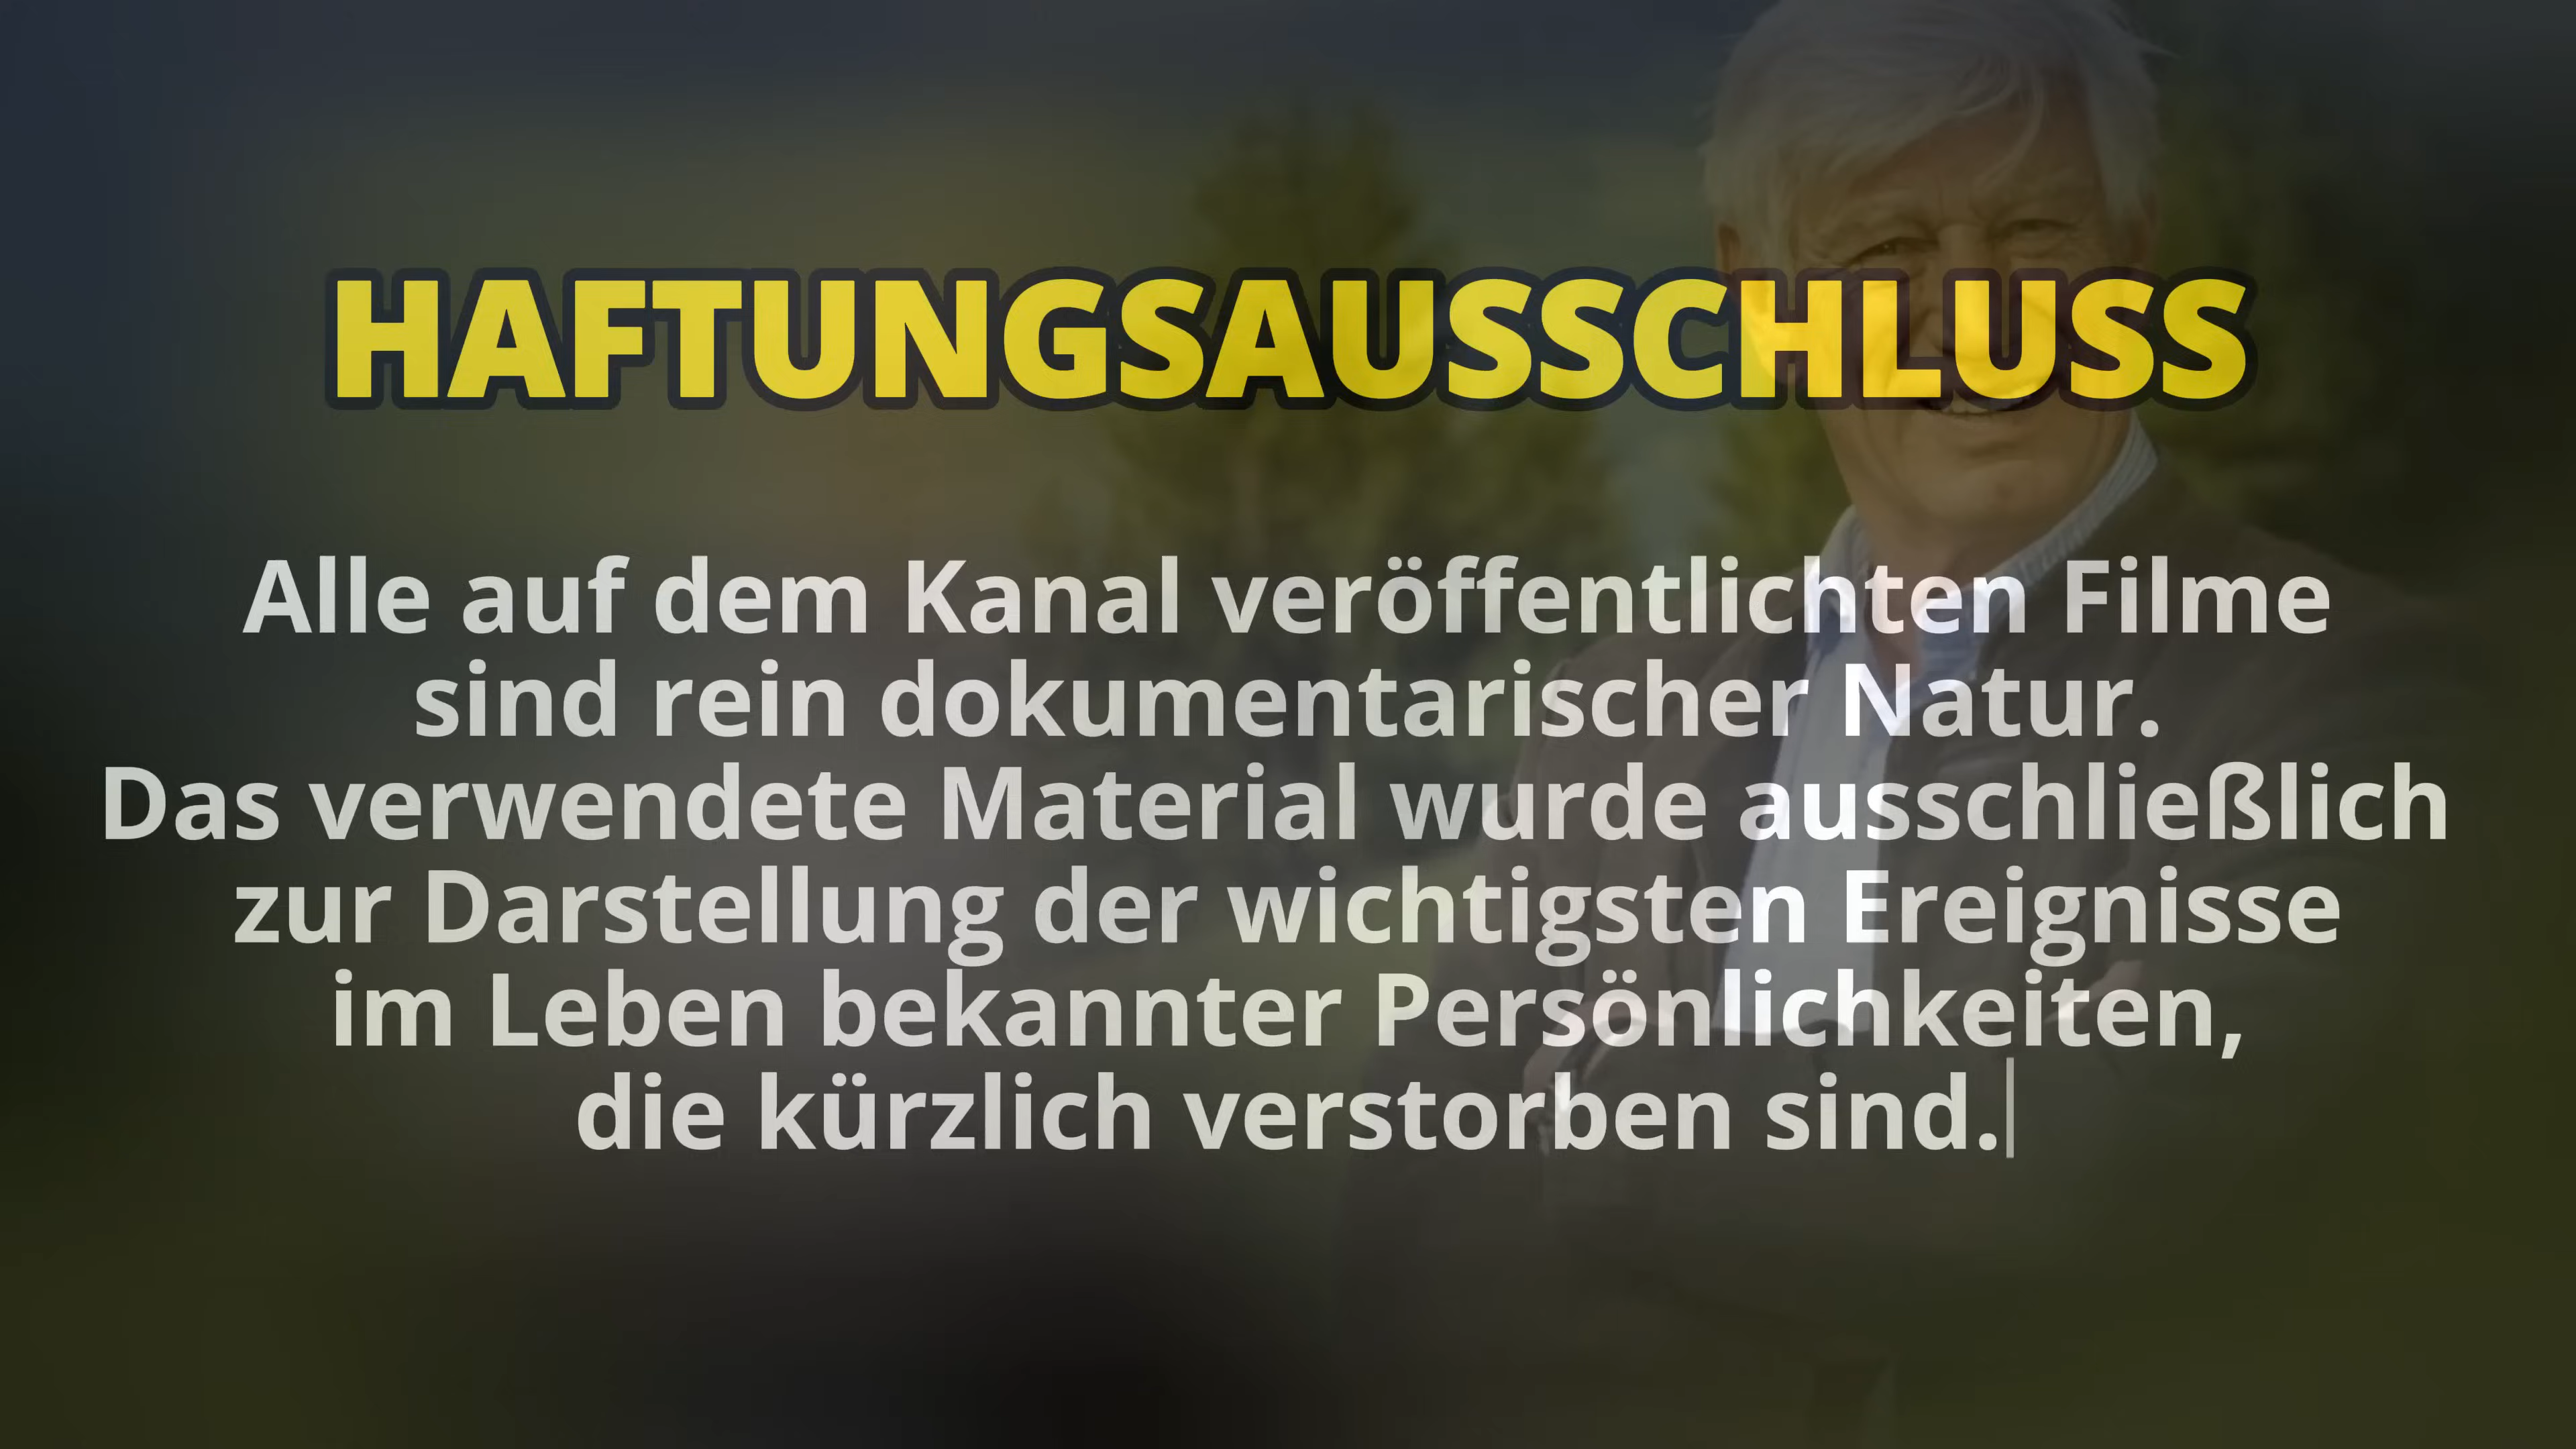 HAFTUNGSAUSSCHLUSS
Alle auf dem Kanal veröffentlichten Filme
sind rein dokumentarischer Natur.
Das verwendete Material wurde ausschließlich
zur Darstellung der wichtigsten Ereignisse
im Leben bekannter Persönlichkeiten,
die kürzlich verstorben sind.